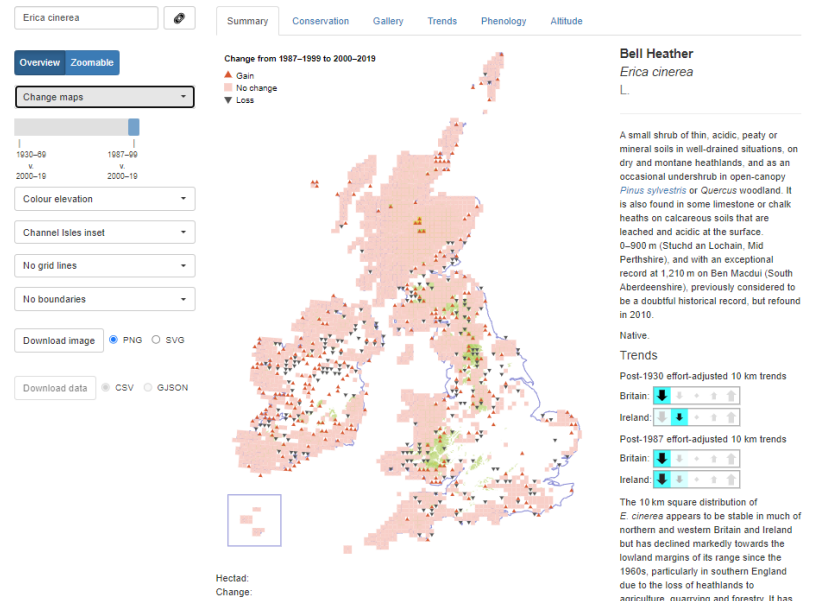 Erica cinerea
Summary
Conservation
Gallery
Trends
Phenology
Altitude
Overview
Zoomable
Change maps
1930–69
v.
2000–19
1987–99
v.
2000–19
Colour elevation
Channel Isles inset
No grid lines
No boundaries
Download image
PNG
SVG
Download data
CSV
GJSON
Change from 1987–1999 to 2000–2019
Gain
No change
Loss
Hectad:
Change:
Bell Heather
Erica cinerea
L.
A small shrub of thin, acidic, peaty or
mineral soils in well-drained situations, on
dry and montane heathlands, and as an
occasional undershrub in open-canopy
Pinus sylvestris or Quercus woodland. It
is also found in some limestone or chalk
heaths on calcareous soils that are
leached and acidic at the surface.
0–900 m (Stuchd an Lochain, Mid
Perthshire), and with an exceptional
record at 1,210 m on Ben Macdui (South
Aberdeenshire), previously considered to
be a doubtful historical record, but refound
in 2010.
Native.
Trends
Post-1930 effort-adjusted 10 km trends
Britain:
Ireland:
Post-1987 effort-adjusted 10 km trends
Britain:
Ireland:
The 10 km square distribution of
E. cinerea appears to be stable in much of
northern and western Britain and Ireland
but has declined markedly towards the
lowland margins of its range since the
1960s, particularly in southern England
due to the loss of heathlands to
agriculture, quarrying and forestry. It has